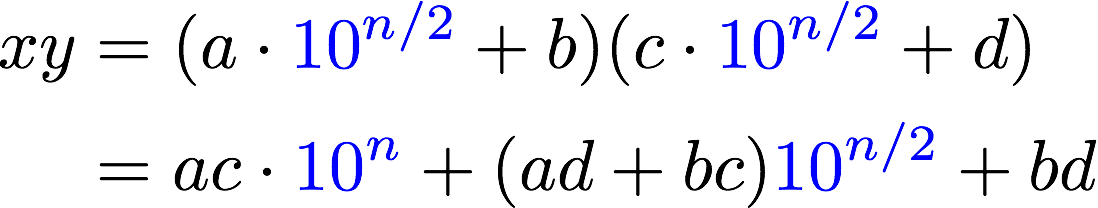 xy = (a · 10^{n/2} + b)(c · 10^{n/2} + d)
= ac · 10^n + (ad + bc)10^{n/2} + bd